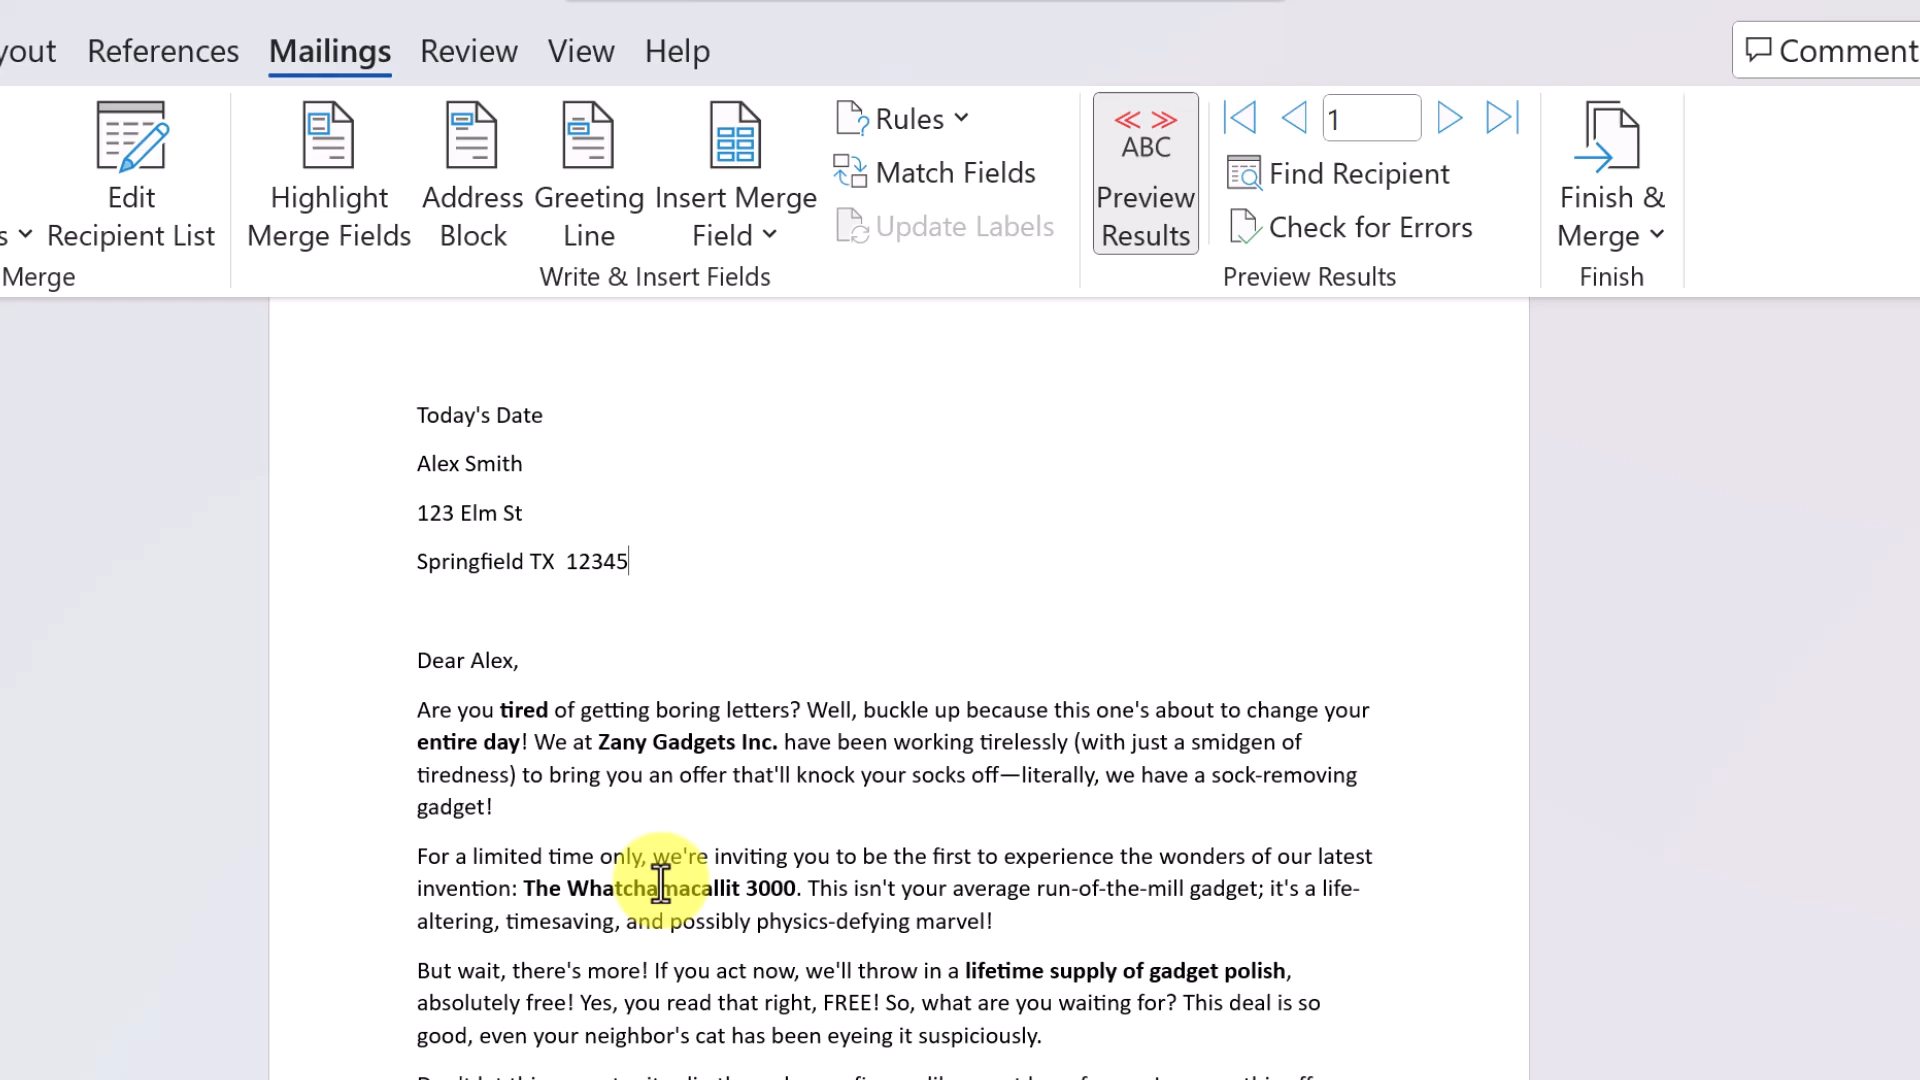 yout References Mailings Review View Help Comment
Rules
Match Fields
Update Labels
Edit
Recipient List
s
Highlight
Merge Fields
Address
Block
Greeting
Line
Insert Merge
Field
ABC
Preview
Results
1
Find Recipient
Check for Errors
Finish &
Merge
Merge
Write & Insert Fields
Preview Results
Finish
Today's Date
Alex Smith
123 Elm St
Springfield TX  12345
Dear Alex,
Are you tired of getting boring letters? Well, buckle up because this one's about to change your
entire day! We at Zany Gadgets Inc. have been working tirelessly (with just a smidgen of
tiredness) to bring you an offer that'll knock your socks off—literally, we have a sock-removing
gadget!
For a limited time only, we're inviting you to be the first to experience the wonders of our latest
invention: The Whatchamacallit 3000. This isn't your average run-of-the-mill gadget; it's a life-
altering, timesaving, and possibly physics-defying marvel!
But wait, there's more! If you act now, we'll throw in a lifetime supply of gadget polish,
absolutely free! Yes, you read that right, FREE! So, what are you waiting for? This deal is so
good, even your neighbor's cat has been eyeing it suspiciously.